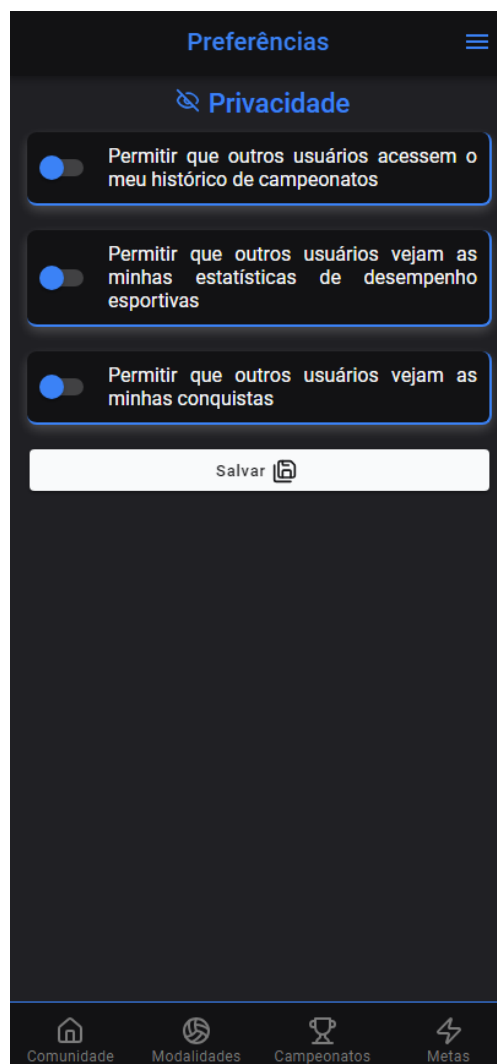 Preferências
Privacidade
Permitir que outros usuários acessem o
meu histórico de campeonatos
Permitir que outros usuários vejam as
minhas estatísticas de desempenho
esportivas
Permitir que outros usuários vejam as
minhas conquistas
Salvar
Comunidade Modalidades Campeonatos Metas